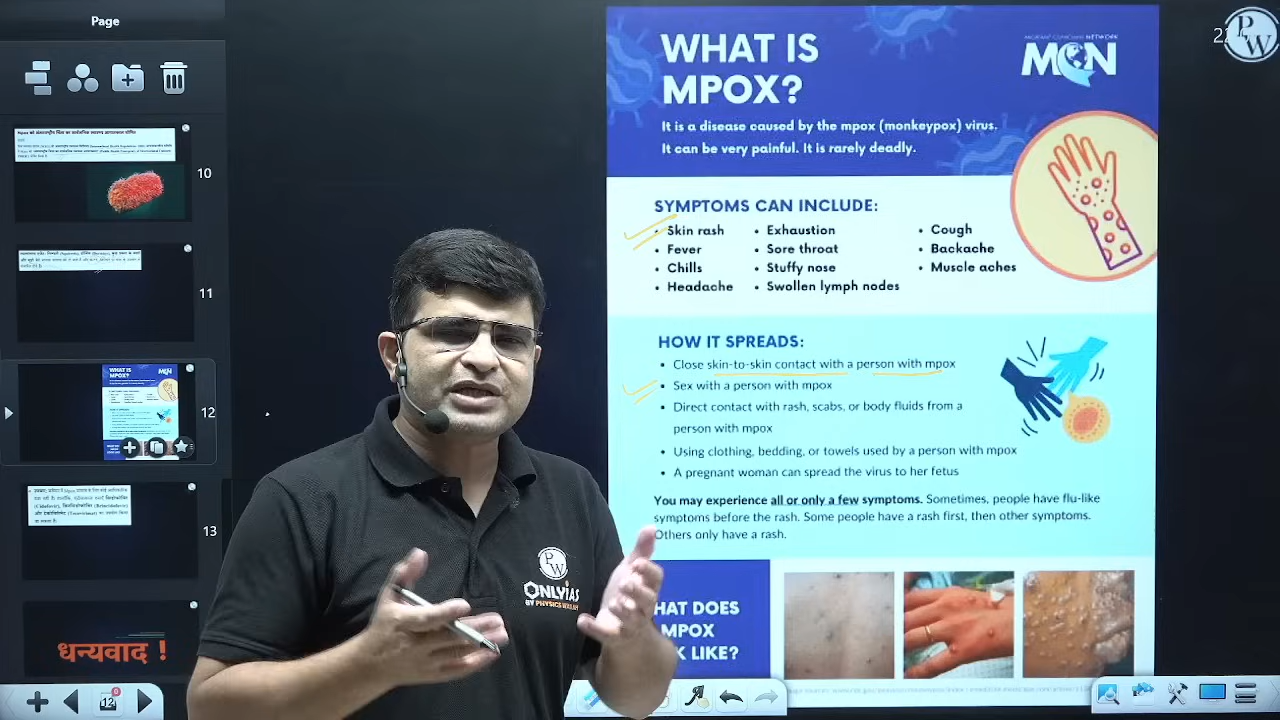 Page
10
11
12
13
धन्यवाद !
12
WHAT IS
MPOX?
MIGRANT CLINICIANS NETWORK
MCN
It is a disease caused by the mpox (monkeypox) virus.
It can be very painful. It is rarely deadly.
SYMPTOMS CAN INCLUDE:
• Skin rash
• Fever
• Chills
• Headache
• Exhaustion
• Sore throat
• Stuffy nose
• Swollen lymph nodes
• Cough
• Backache
• Muscle aches
HOW IT SPREADS:
• Close skin-to-skin contact with a person with mpox
• Sex with a person with mpox
• Direct contact with rash, scabs, or body fluids from a
person with mpox
• Using clothing, bedding, or towels used by a person with mpox
• A pregnant woman can spread the virus to her fetus
You may experience all or only a few symptoms. Sometimes, people have flu-like
symptoms before the rash. Some people have a rash first, then other symptoms.
Others only have a rash.
HAT DOES
MPOX
K LIKE?
PW
PW
ONLYIAS
BY PHYSICS WALLAH